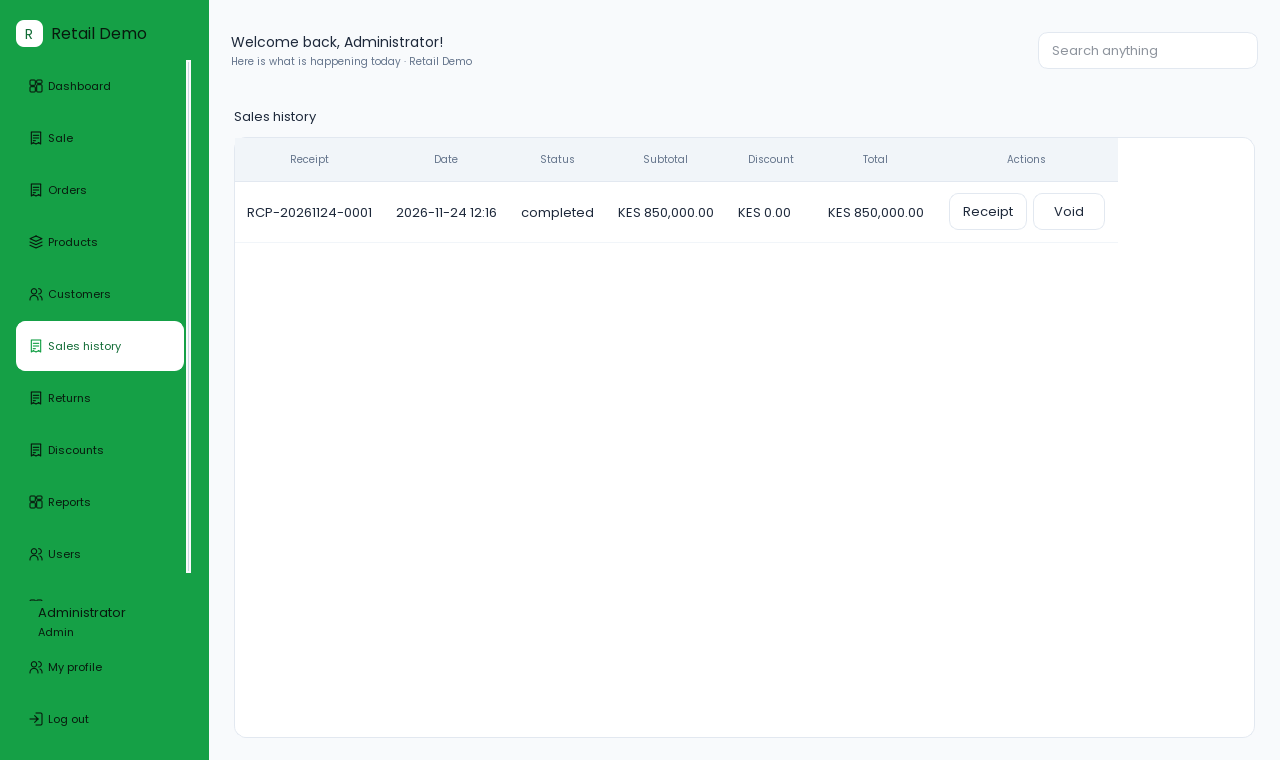 R
Retail Demo
Dashboard
Sale
Orders
Products
Customers
Sales history
Returns
Discounts
Reports
Users
Administrator
Admin
My profile
Log out
Welcome back, Administrator!
Here is what is happening today · Retail Demo
Search anything
Sales history
Receipt Date Status Subtotal Discount Total Actions
RCP-20261124-0001 2026-11-24 12:16 completed KES 850,000.00 KES 0.00 KES 850,000.00 Receipt Void